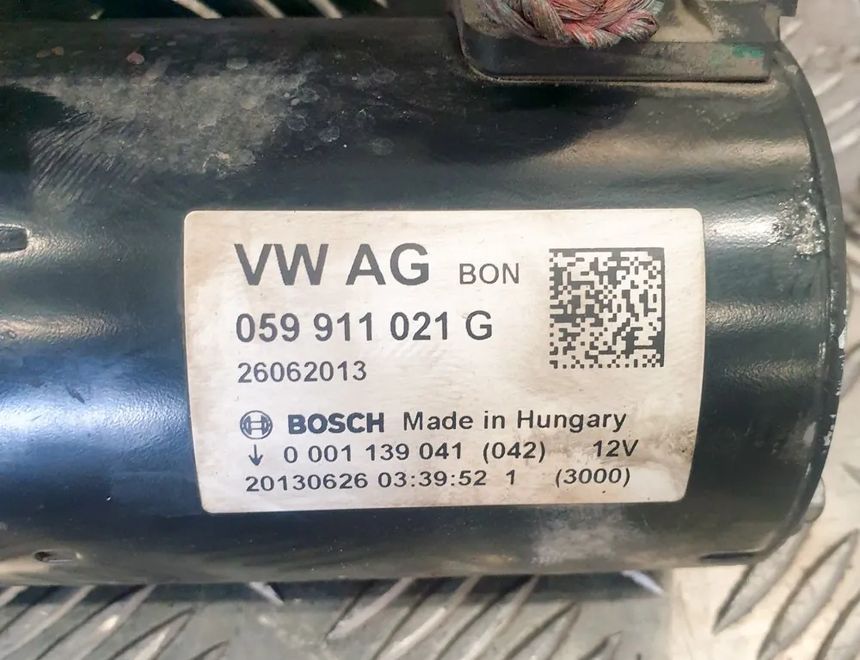 VW AG BON
059 911 021 G
26062013
BOSCH Made in Hungary
↓ 0 001 139 041 (042) 12V
20130626 03:39:52 1 (3000)